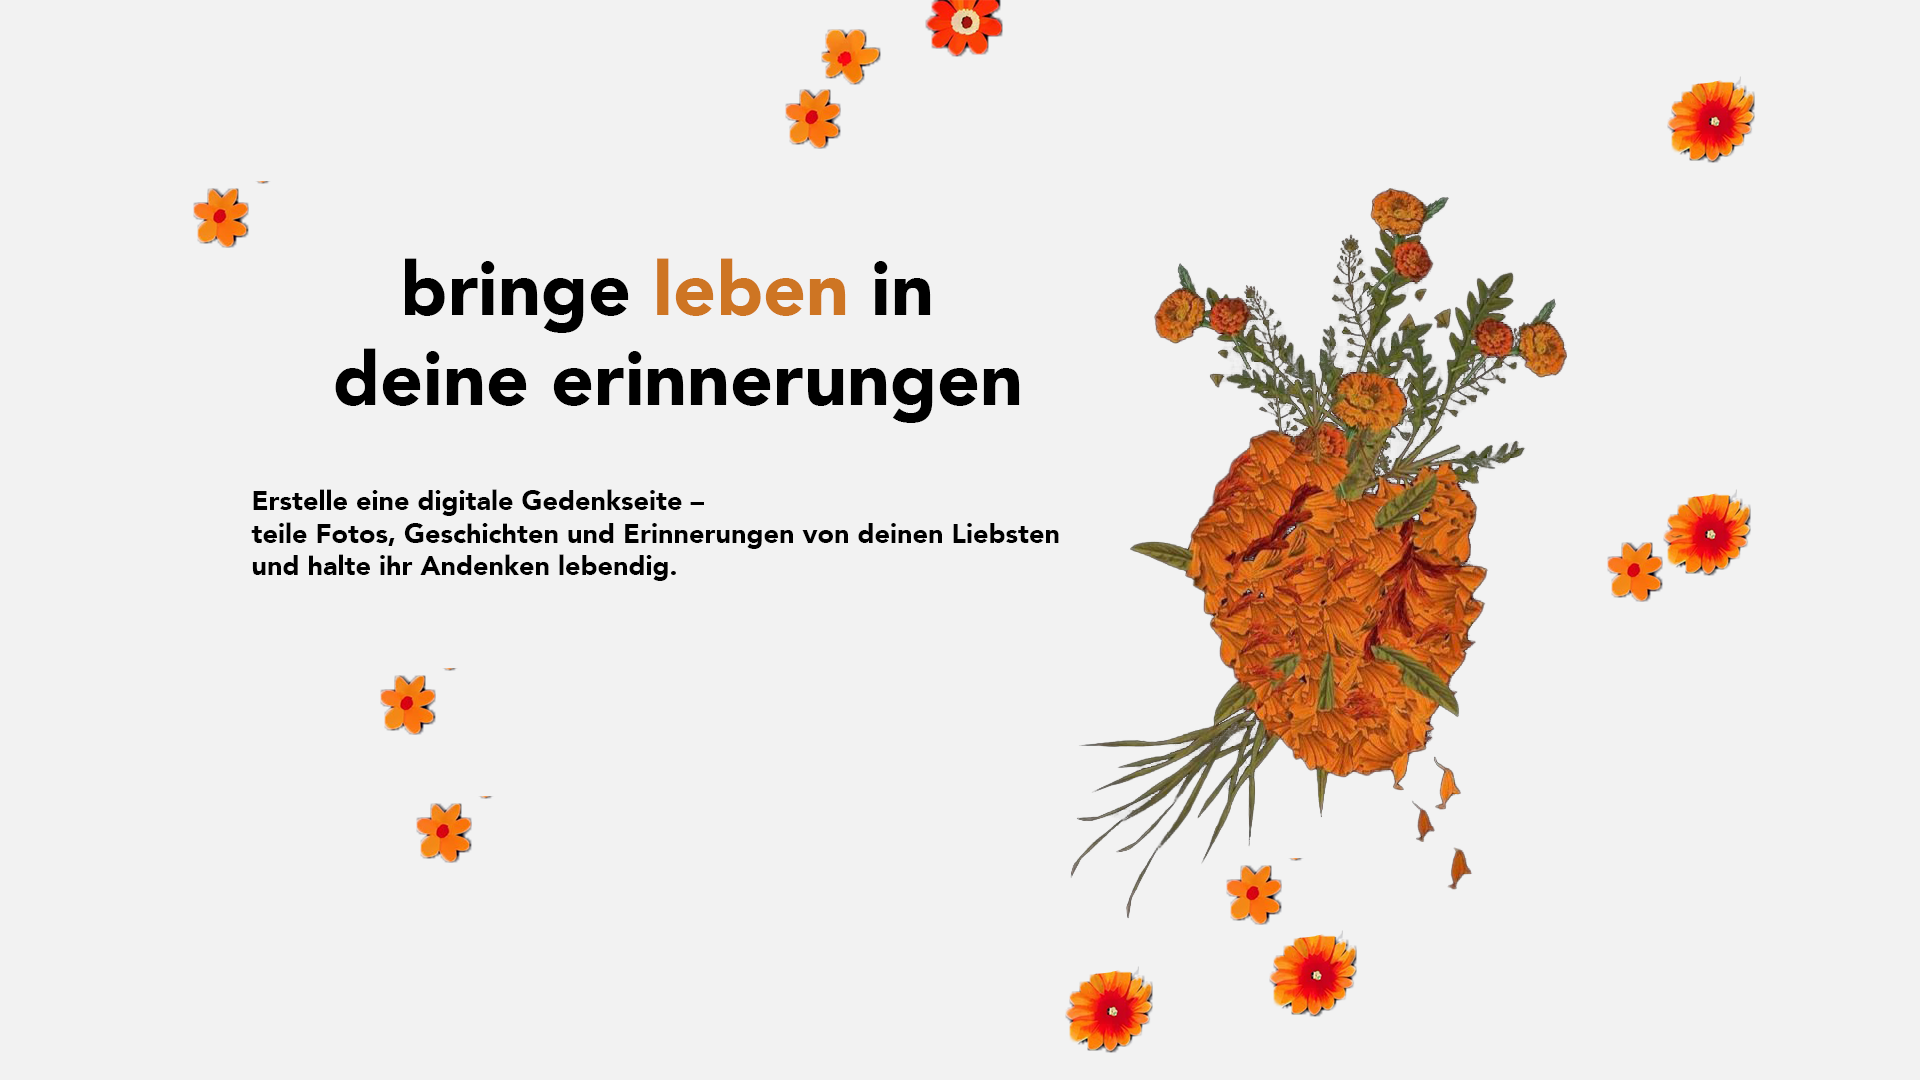 bringe leben in
deine erinnerungen
Erstelle eine digitale Gedenkseite –
teile Fotos, Geschichten und Erinnerungen von deinen Liebsten
und halte ihr Andenken lebendig.